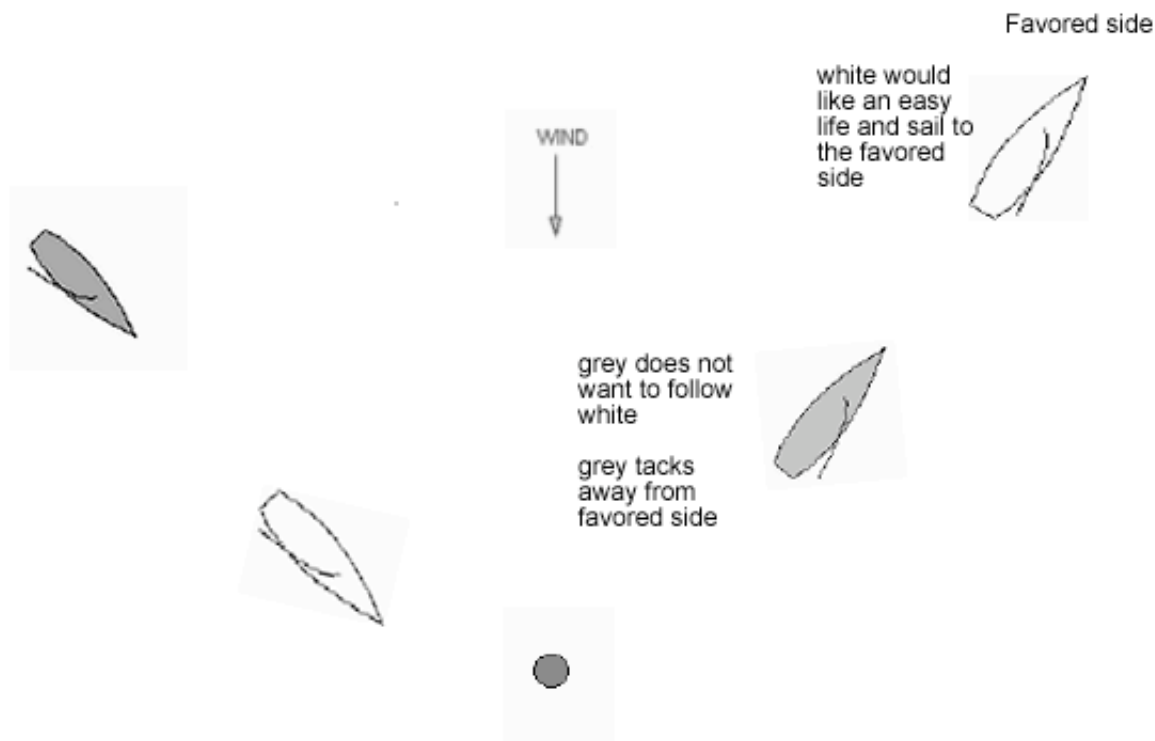 Favored side
white would
like an easy
life and sail to
the favored
side
WIND
grey does not
want to follow
white
grey tacks
away from
favored side